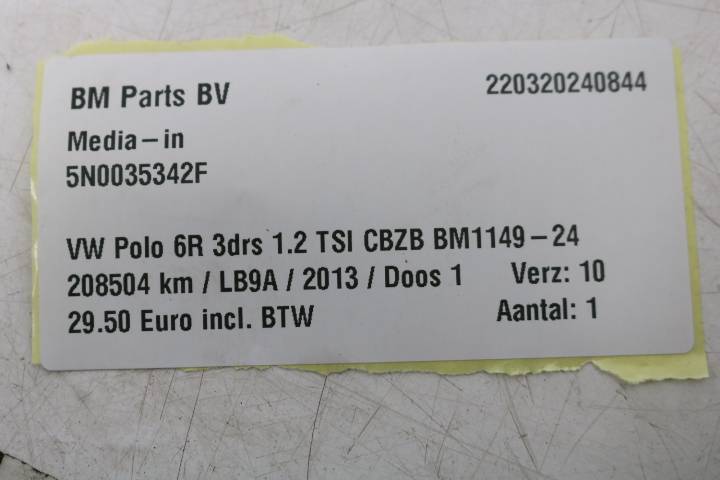 BM Parts BV 220320240844
Media-in
5N0035342F
VW Polo 6R 3drs 1.2 TSI CBZB BM1149-24
208504 km / LB9A / 2013 / Doos 1 Verz: 10
29.50 Euro incl. BTW Aantal: 1